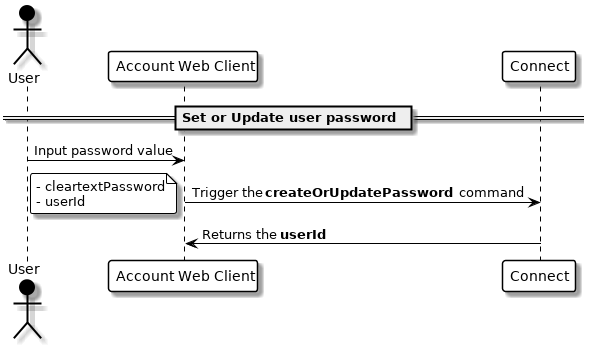 User
Account Web Client
Connect
Set or Update user password
Input password value
- cleartextPassword
- userId
Trigger the createOrUpdatePassword command
Returns the userId
User
Account Web Client
Connect